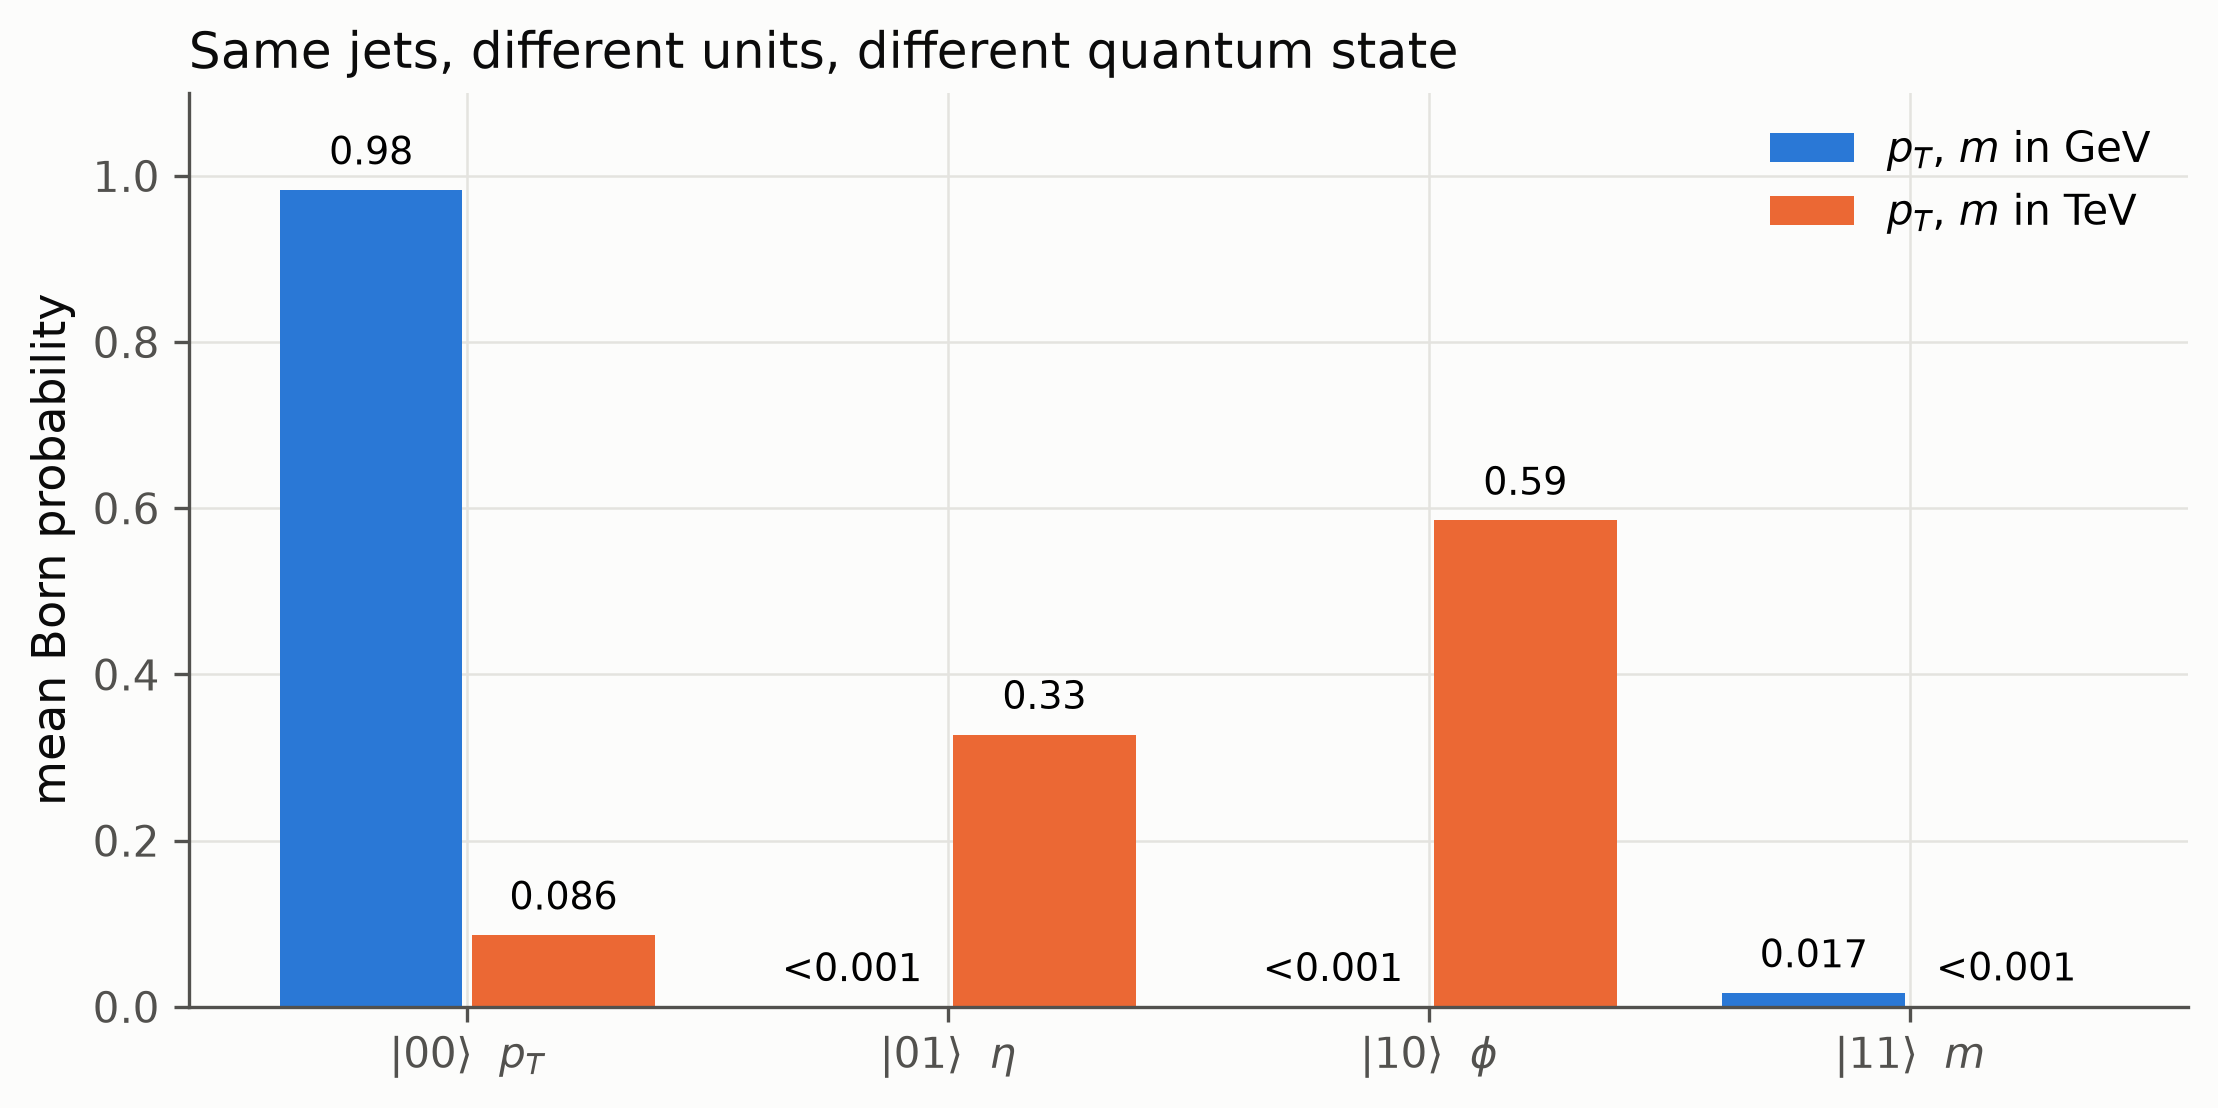 Same jets, different units, different quantum state
mean Born probability
1.0
0.8
0.6
0.4
0.2
0.0
0.98
0.086
<0.001
0.33
<0.001
0.59
0.017
<0.001
p_T, m in GeV
p_T, m in TeV
|00⟩ p_T
|01⟩ η
|10⟩ ϕ
|11⟩ m